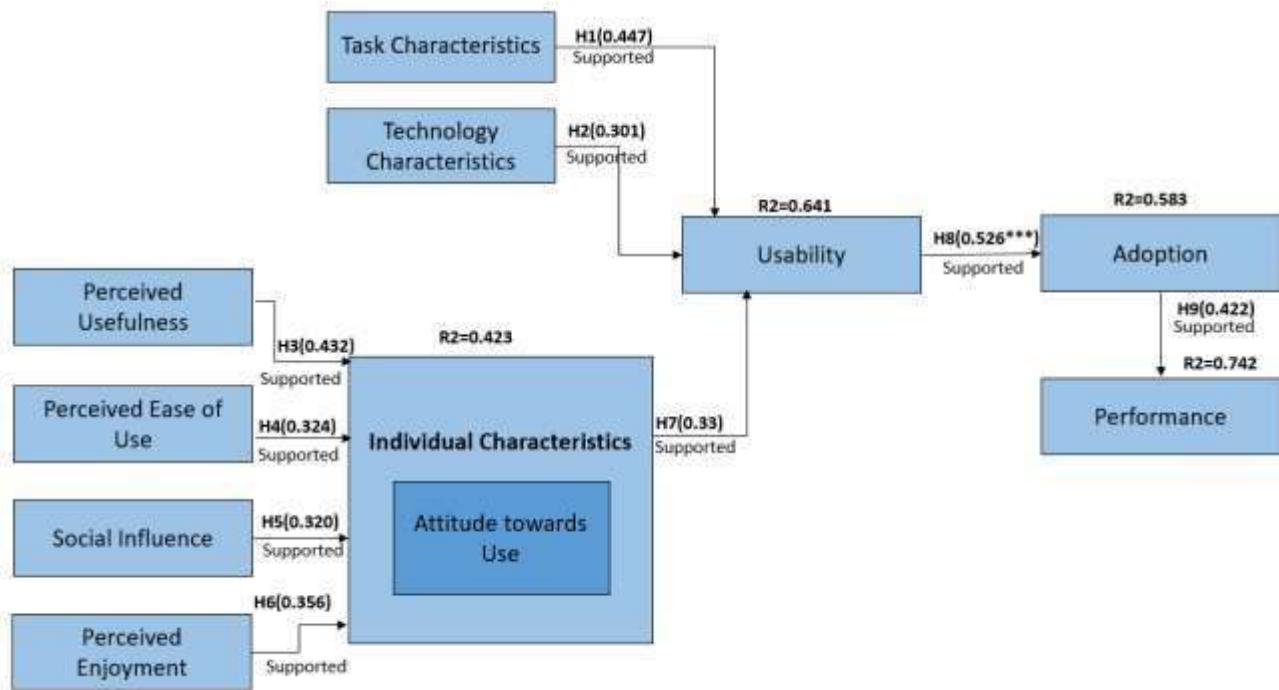 Task Characteristics
H1(0.447)
Supported
Technology
Characteristics
H2(0.301)
Supported
R2=0.641
Usability
H8(0.526***)
Supported
R2=0.583
Adoption
H9(0.422)
Supported
R2=0.742
Performance
Perceived
Usefulness
H3(0.432)
Supported
R2=0.423
Perceived Ease of
Use
H4(0.324)
Supported
Individual Characteristics
H7(0.33)
Supported
Attitude towards
Use
Social Influence
H5(0.320)
Supported
H6(0.356)
Perceived
Enjoyment
Supported